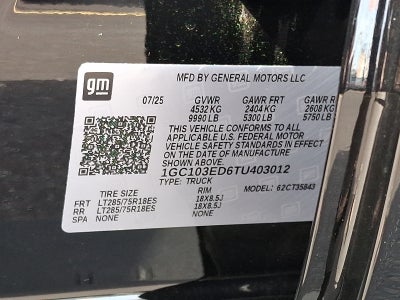 gm
MFD BY GENERAL MOTORS LLC
07/25 GVWR GAWR FRT GAWR R
4532 KG 2404 KG 2608 KG
9990 LB 5300 LB 5750 LB
THIS VEHICLE CONFORMS TO ALL
APPLICABLE U.S. FEDERAL MOTOR
VEHICLE SAFETY STANDARDS IN EFFECT
ON THE DATE OF MANUFACTURE
SHOWN ABOVE.
1GC103ED6TU403012
TYPE: TRUCK MODEL: 62CT35843
TIRE SIZE RIM
FRT LT285/75R18ES 18X8.5J
RR LT285/75R18ES 18X8.5J
SPA NONE NONE